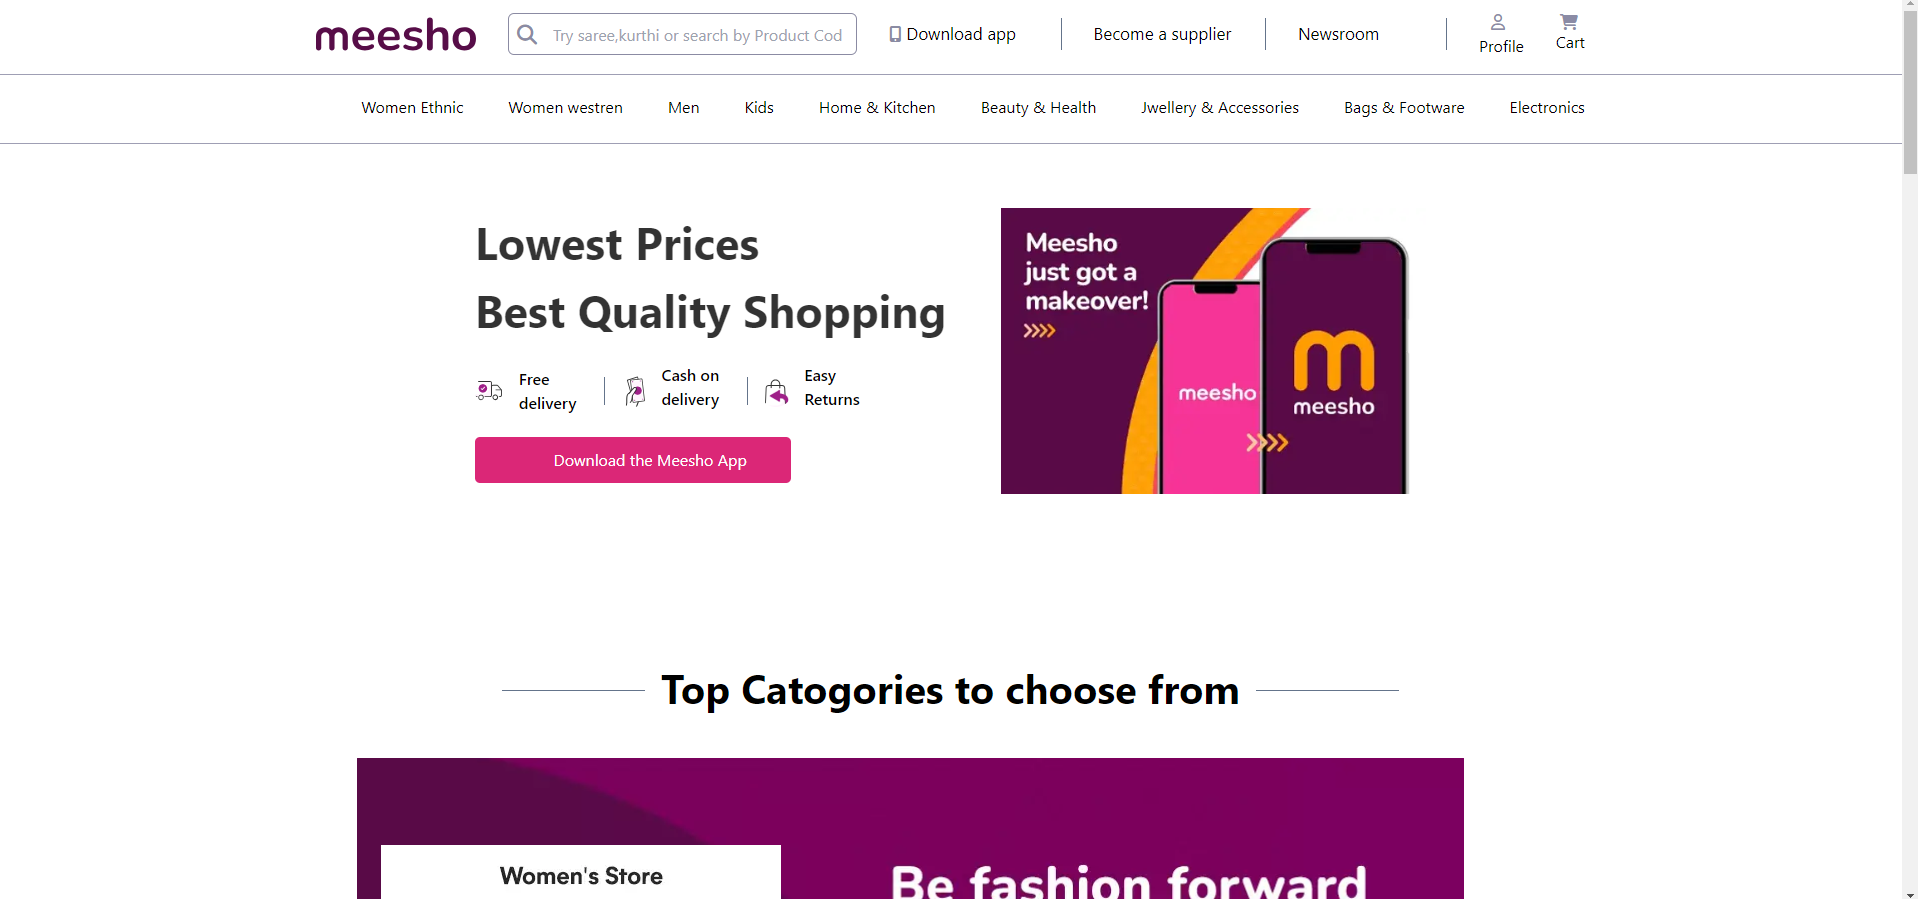 meesho
Try saree,kurthi or search by Product Cod
Download app
Become a supplier
Newsroom
Profile
Cart
Women Ethnic
Women westren
Men
Kids
Home & Kitchen
Beauty & Health
Jwellery & Accessories
Bags & Footware
Electronics
Lowest Prices
Best Quality Shopping
Free
delivery
Cash on
delivery
Easy
Returns
Download the Meesho App
Meesho
just got a
makeover!
meesho
m
meesho
Top Catogories to choose from
Women's Store
Be fashion forward